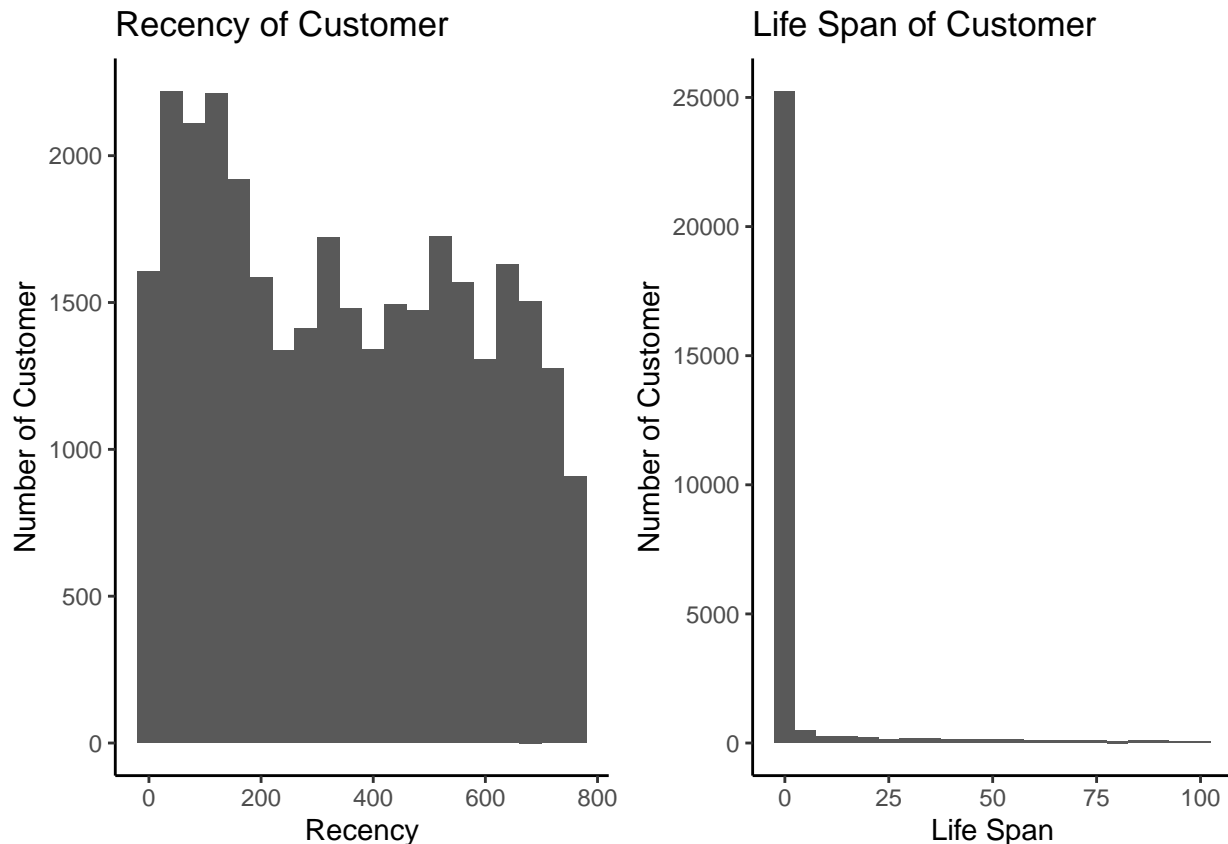 Recency of Customer
Number of Customer
2000
1500
1000
500
0
0 200 400 600 800
Recency
Life Span of Customer
Number of Customer
25000
20000
15000
10000
5000
0
0 25 50 75 100
Life Span